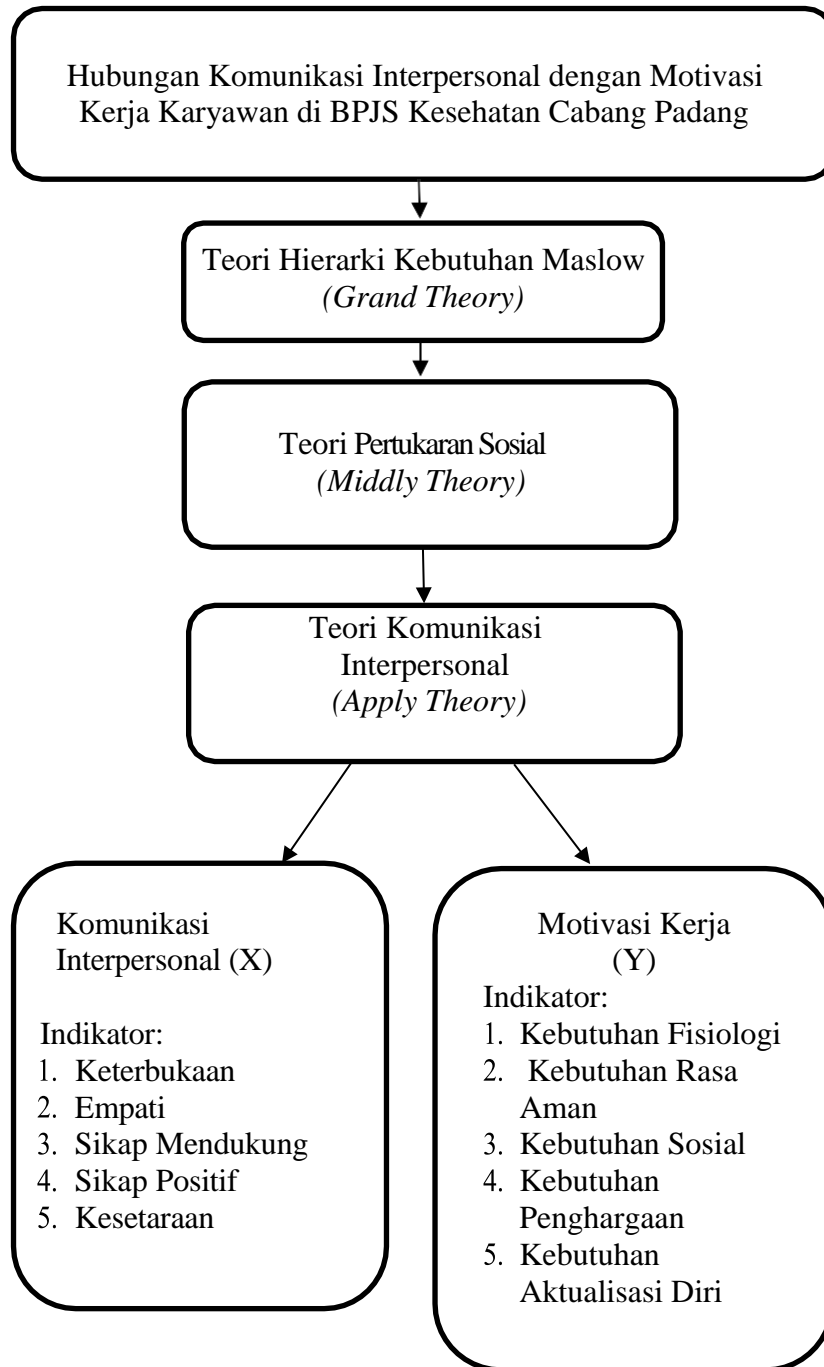 Hubungan Komunikasi Interpersonal dengan Motivasi
Kerja Karyawan di BPJS Kesehatan Cabang Padang
Teori Hierarki Kebutuhan Maslow
(Grand Theory)
Teori Pertukaran Sosial
(Middly Theory)
Teori Komunikasi
Interpersonal
(Apply Theory)
Komunikasi
Interpersonal (X)
Indikator:
1. Keterbukaan
2. Empati
3. Sikap Mendukung
4. Sikap Positif
5. Kesetaraan
Motivasi Kerja
(Y)
Indikator:
1. Kebutuhan Fisiologi
2. Kebutuhan Rasa
Aman
3. Kebutuhan Sosial
4. Kebutuhan
Penghargaan
5. Kebutuhan
Aktualisasi Diri